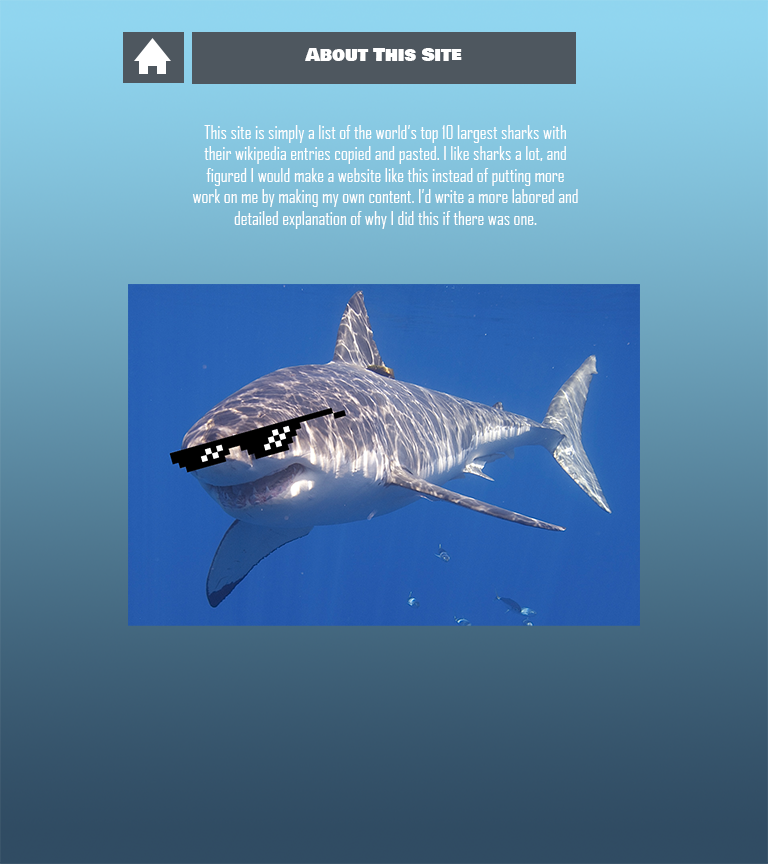 About This Site
This site is simply a list of the world's top 10 largest sharks with
their wikipedia entries copied and pasted. I like sharks a lot, and
figured I would make a website like this instead of putting more
work on me by making my own content. I'd write a more labored and
detailed explanation of why I did this if there was one.